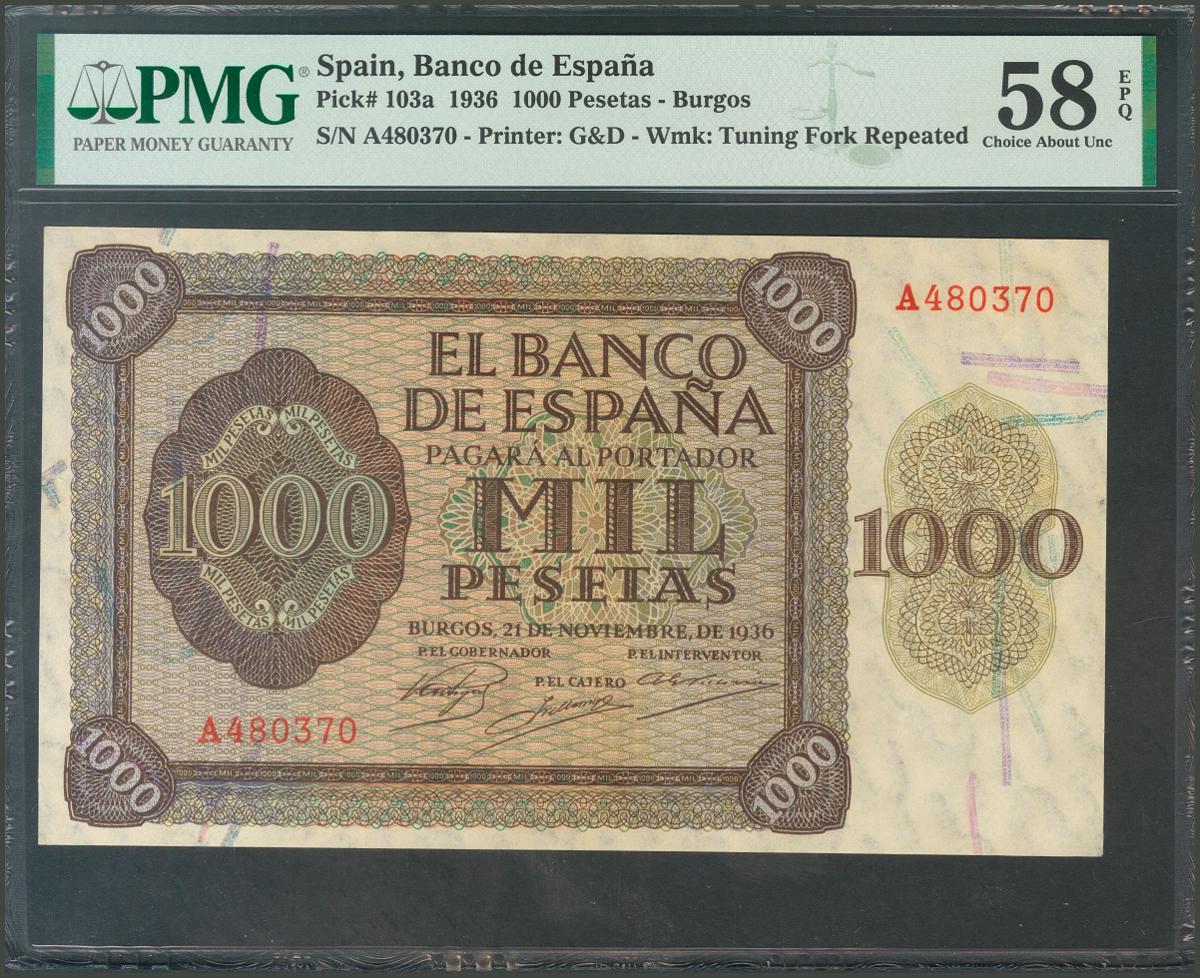 PMG®
PAPER MONEY GUARANTY
Spain, Banco de España
Pick# 103a 1936 1000 Pesetas - Burgos
S/N A480370 - Printer: G&D - Wmk: Tuning Fork Repeated
58
EPQ
Choice About Unc
1000
1000
A480370
EL BANCO
DE ESPAÑA
PAGARÁ AL PORTADOR
MIL
PESETAS
MIL PESETAS MIL PESETAS
1000
MIL PESETAS MIL PESETAS
1000
BURGOS, 21 DE NOVIEMBRE, DE 1936
P. EL GOBERNADOR
P. EL INTERVENTOR
P. EL CAJERO
A480370
1000
1000